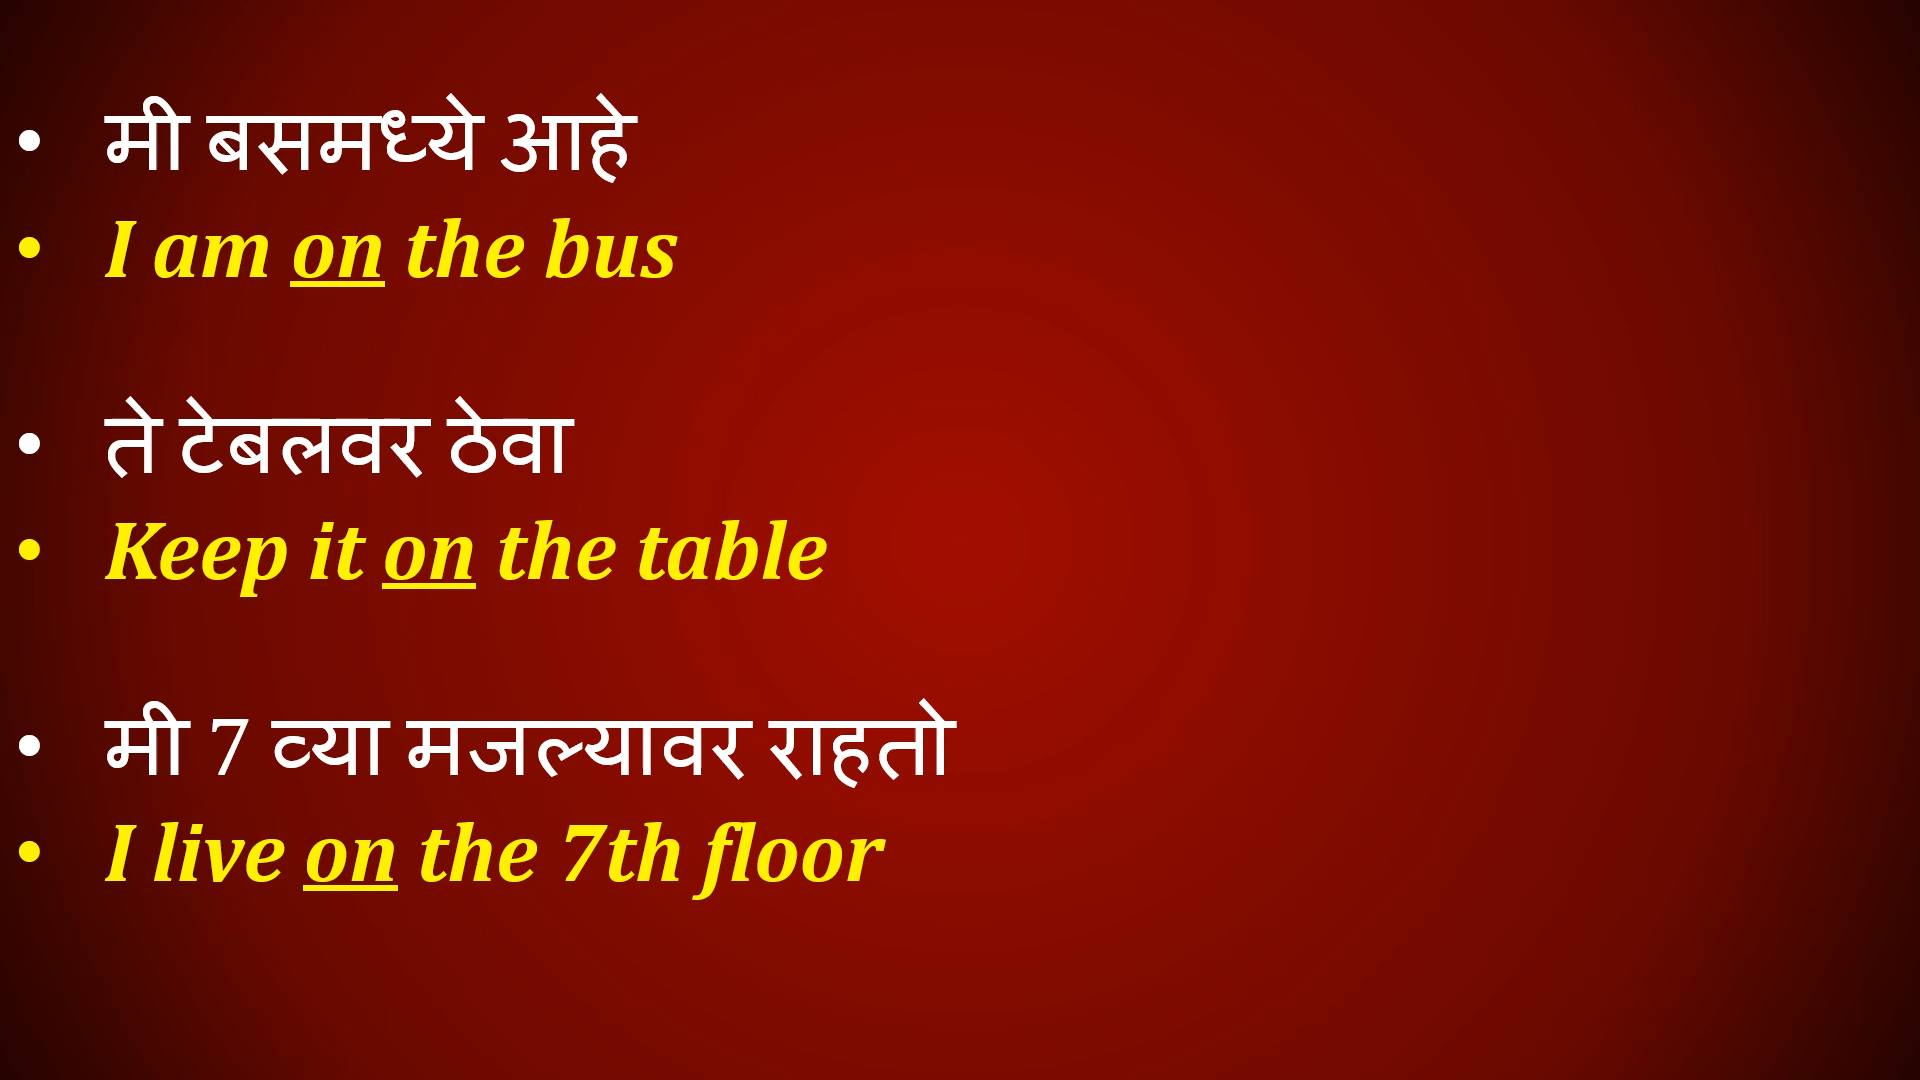 • मी बसमध्ये आहे
• I am on the bus
• ते टेबलवर ठेवा
• Keep it on the table
• मी 7 व्या मजल्यावर राहतो
• I live on the 7th floor